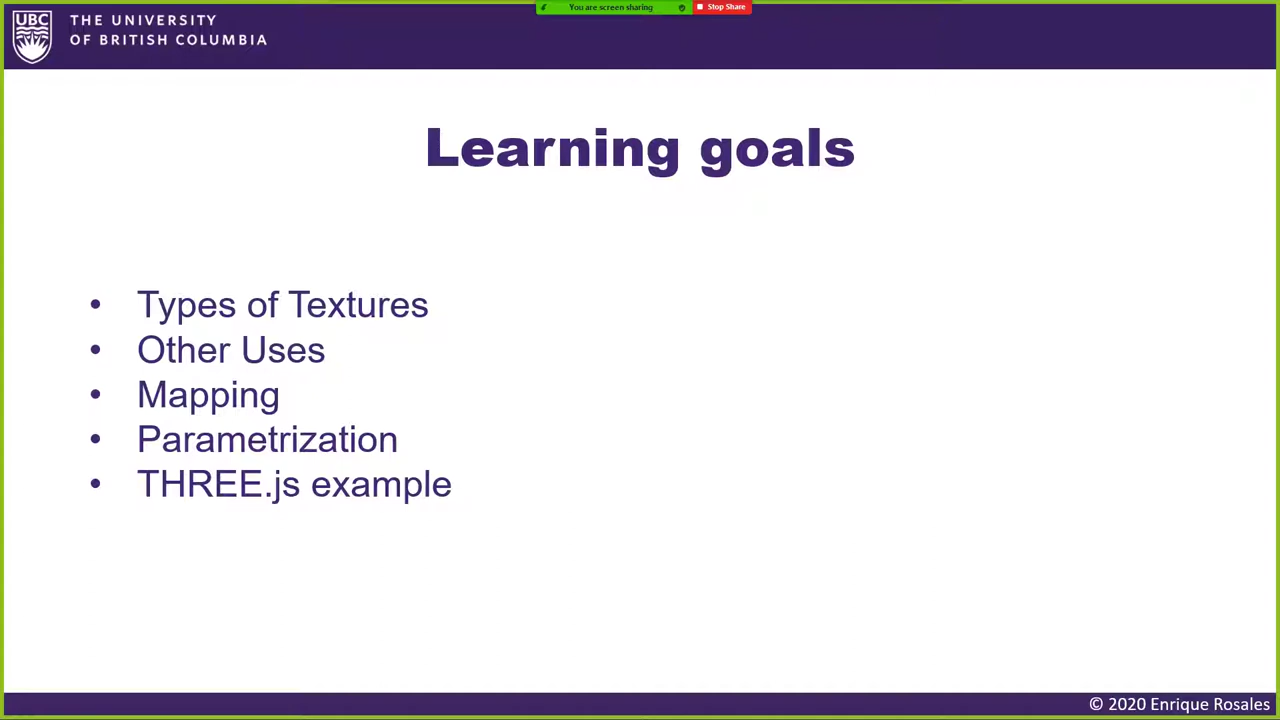 You are screen sharing
Stop Share
THE UNIVERSITY
OF BRITISH COLUMBIA
UBC
Learning goals
• Types of Textures
• Other Uses
• Mapping
• Parametrization
• THREE.js example
© 2020 Enrique Rosales